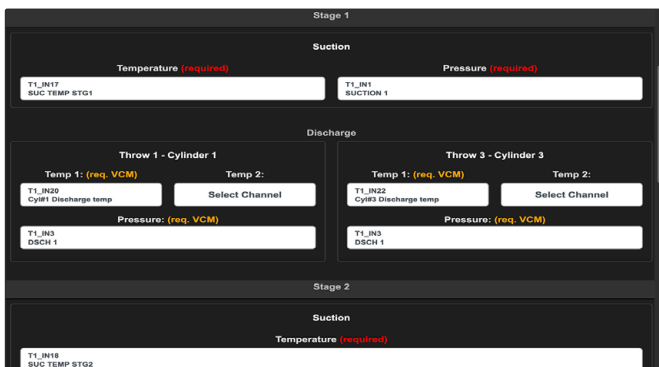 Stage 1
Suction
Temperature (required)
Pressure (required)
T1_IN17
SUC TEMP STG1
T1_IN1
SUCTION 1
Discharge
Throw 1 - Cylinder 1
Temp 1: (req. VCM)
Temp 2:
T1_IN20
Cyl#1 Discharge temp
Select Channel
Pressure: (req. VCM)
T1_IN3
DSCH 1
Throw 3 - Cylinder 3
Temp 1: (req. VCM)
Temp 2:
T1_IN22
Cyl#3 Discharge temp
Select Channel
Pressure: (req. VCM)
T1_IN3
DSCH 1
Stage 2
Suction
Temperature (required)
T1_IN18
SUC TEMP STG2